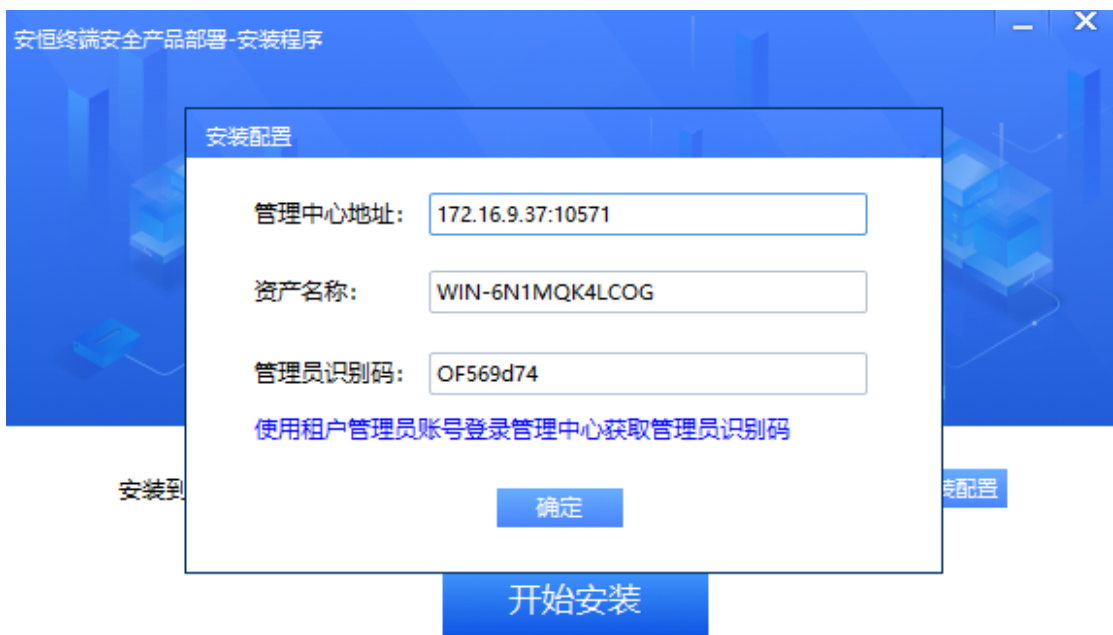 安恒终端安全产品部署-安装程序
安装配置
管理中心地址： 172.16.9.37:10571
资产名称： WIN-6N1MQK4LCOG
管理员识别码： OF569d74
使用租户管理员账号登录管理中心获取管理员识别码
安装到 确定 装配置
开始安装